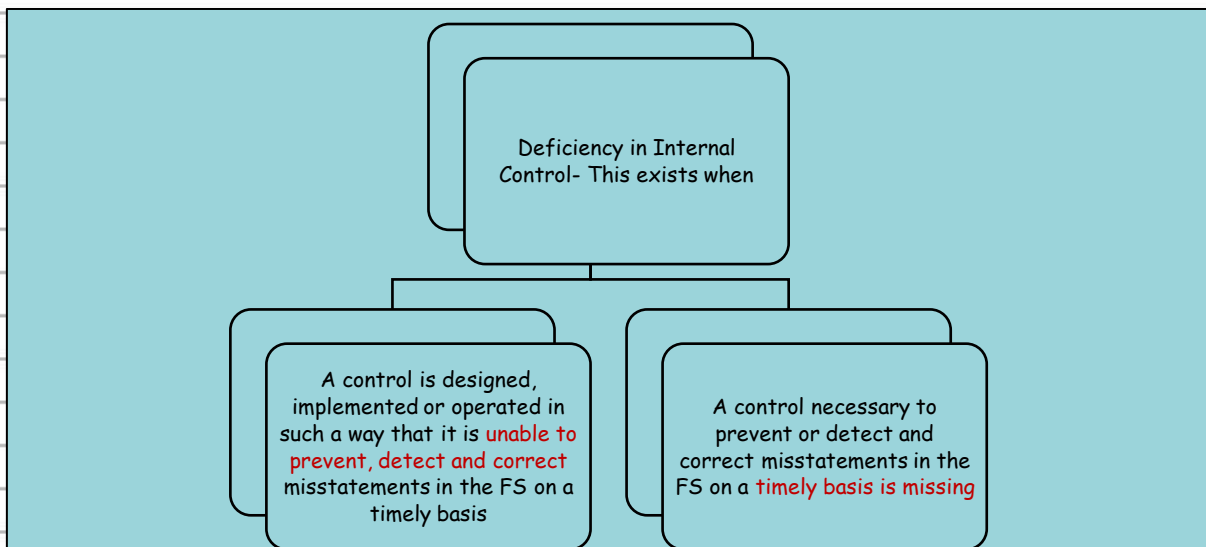 Deficiency in Internal
Control- This exists when
A control is designed,
implemented or operated in
such a way that it is unable to
prevent, detect and correct
misstatements in the FS on a
timely basis
A control necessary to
prevent or detect and
correct misstatements in the
FS on a timely basis is missing